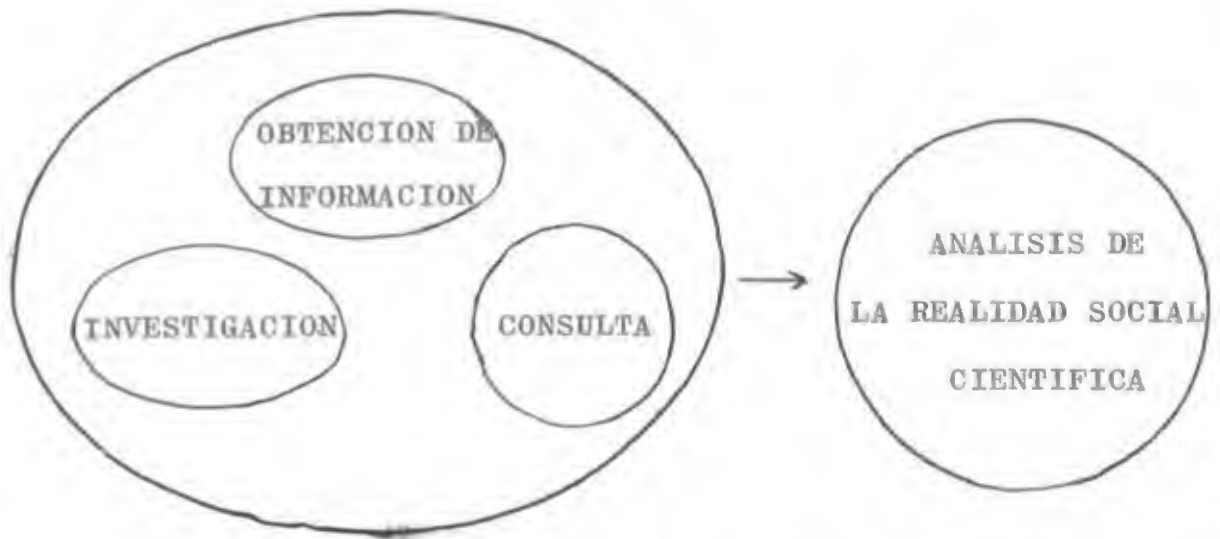 OBTENCION DE
INFORMACION
INVESTIGACION
CONSULTA
ANALISIS DE
LA REALIDAD SOCIAL
CIENTIFICA